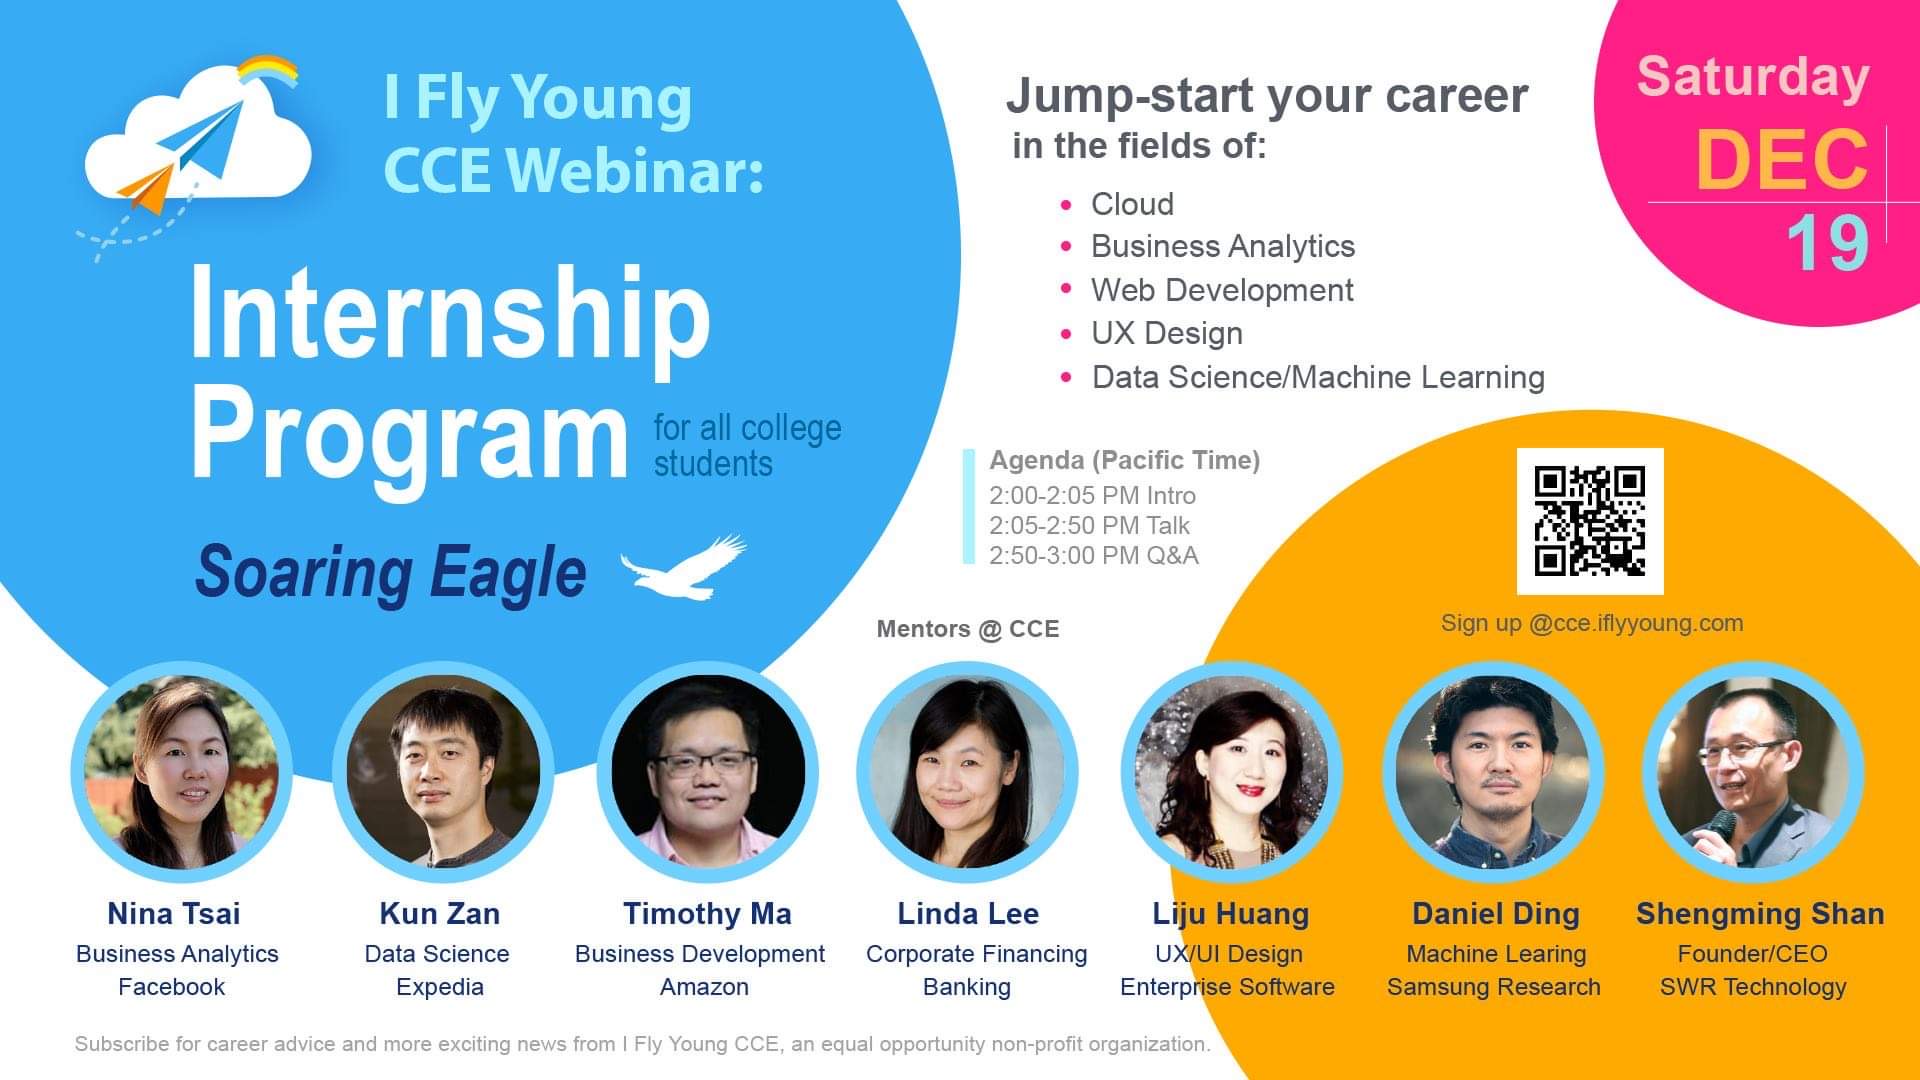 I Fly Young
CCE Webinar:
Internship
Program
for all college
students
Soaring Eagle
Jump-start your career
in the fields of:
• Cloud
• Business Analytics
• Web Development
• UX Design
• Data Science/Machine Learning
Saturday
DEC
19
Agenda (Pacific Time)
2:00-2:05 PM Intro
2:05-2:50 PM Talk
2:50-3:00 PM Q&A
Sign up @cce.iflyyoung.com
Mentors @ CCE
Nina Tsai
Business Analytics
Facebook
Kun Zan
Data Science
Expedia
Timothy Ma
Business Development
Amazon
Linda Lee
Corporate Financing
Banking
Liju Huang
UX/UI Design
Enterprise Software
Daniel Ding
Machine Learing
Samsung Research
Shengming Shan
Founder/CEO
SWR Technology
Subscribe for career advice and more exciting news from I Fly Young CCE, an equal opportunity non-profit organization.